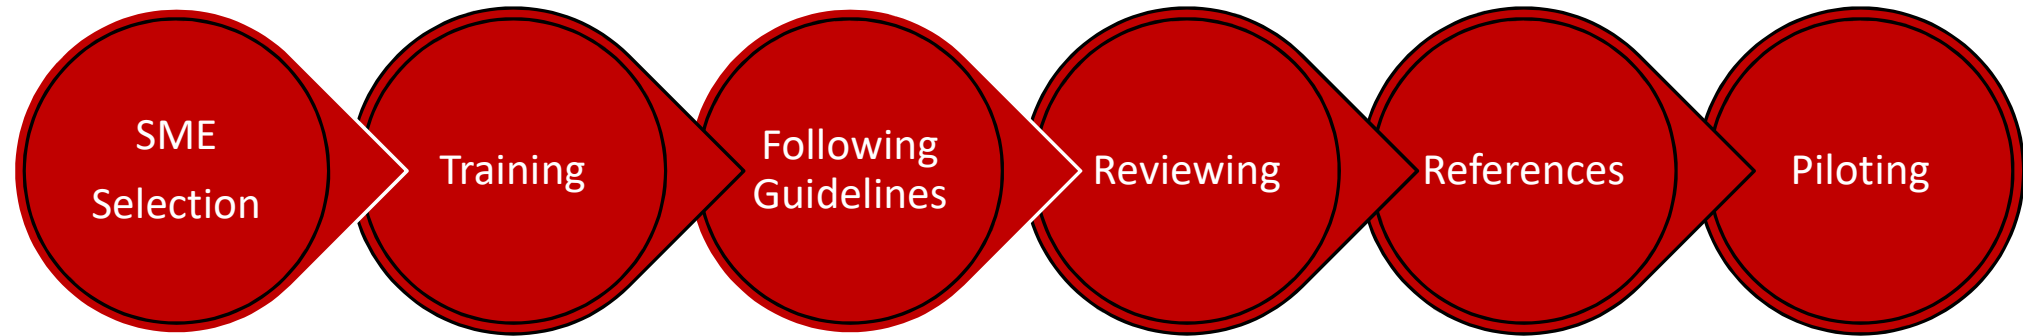 SME
Selection
Training
Following
Guidelines
Reviewing
References
Piloting